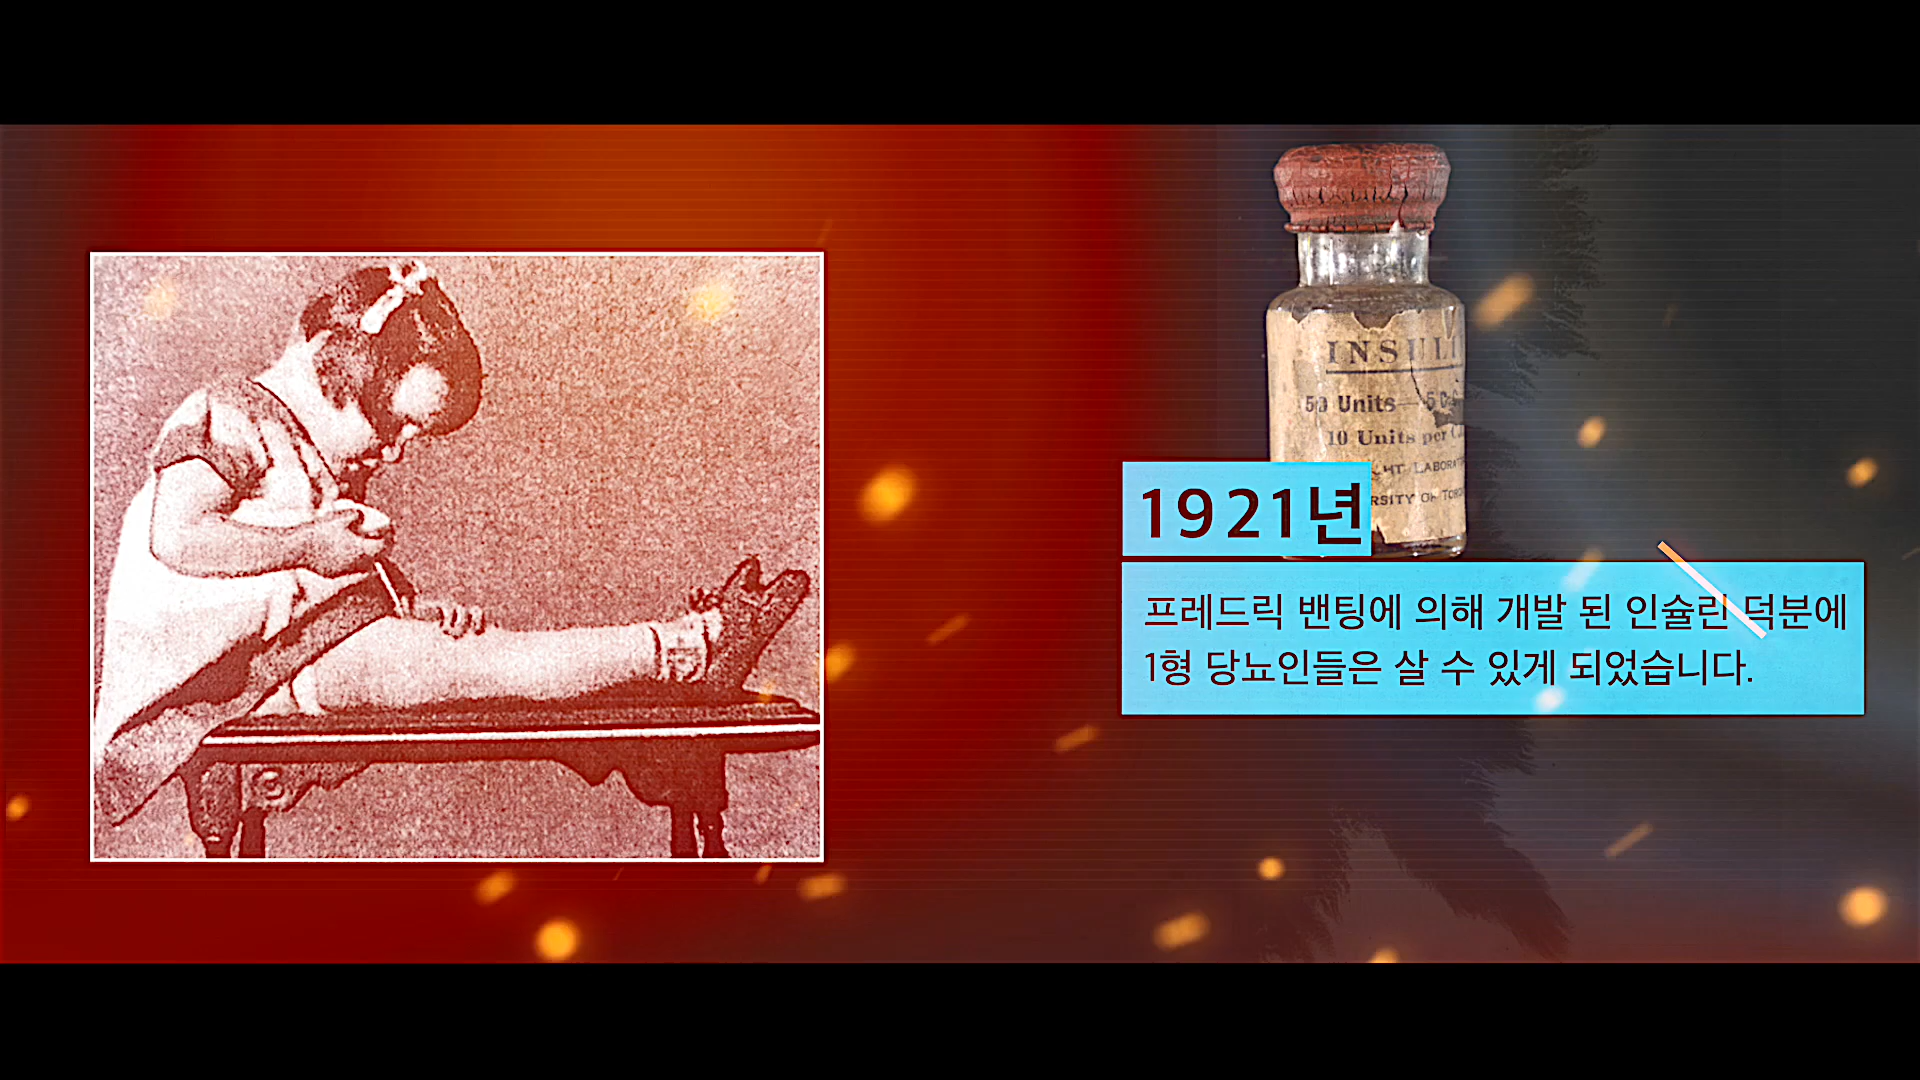 50 Units
10 Units per
1921년
프레드릭 밴팅에 의해 개발 된 인슐린 덕분에
1형 당뇨인들은 살 수 있게 되었습니다.